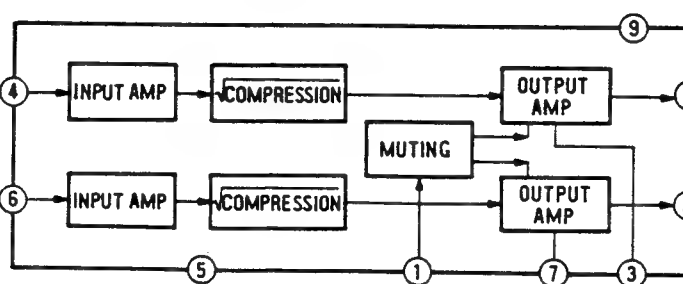 9
4
INPUT AMP
√COMPRESSION
OUTPUT
AMP
MUTING
6
INPUT AMP
√COMPRESSION
OUTPUT
AMP
5
1
7
3